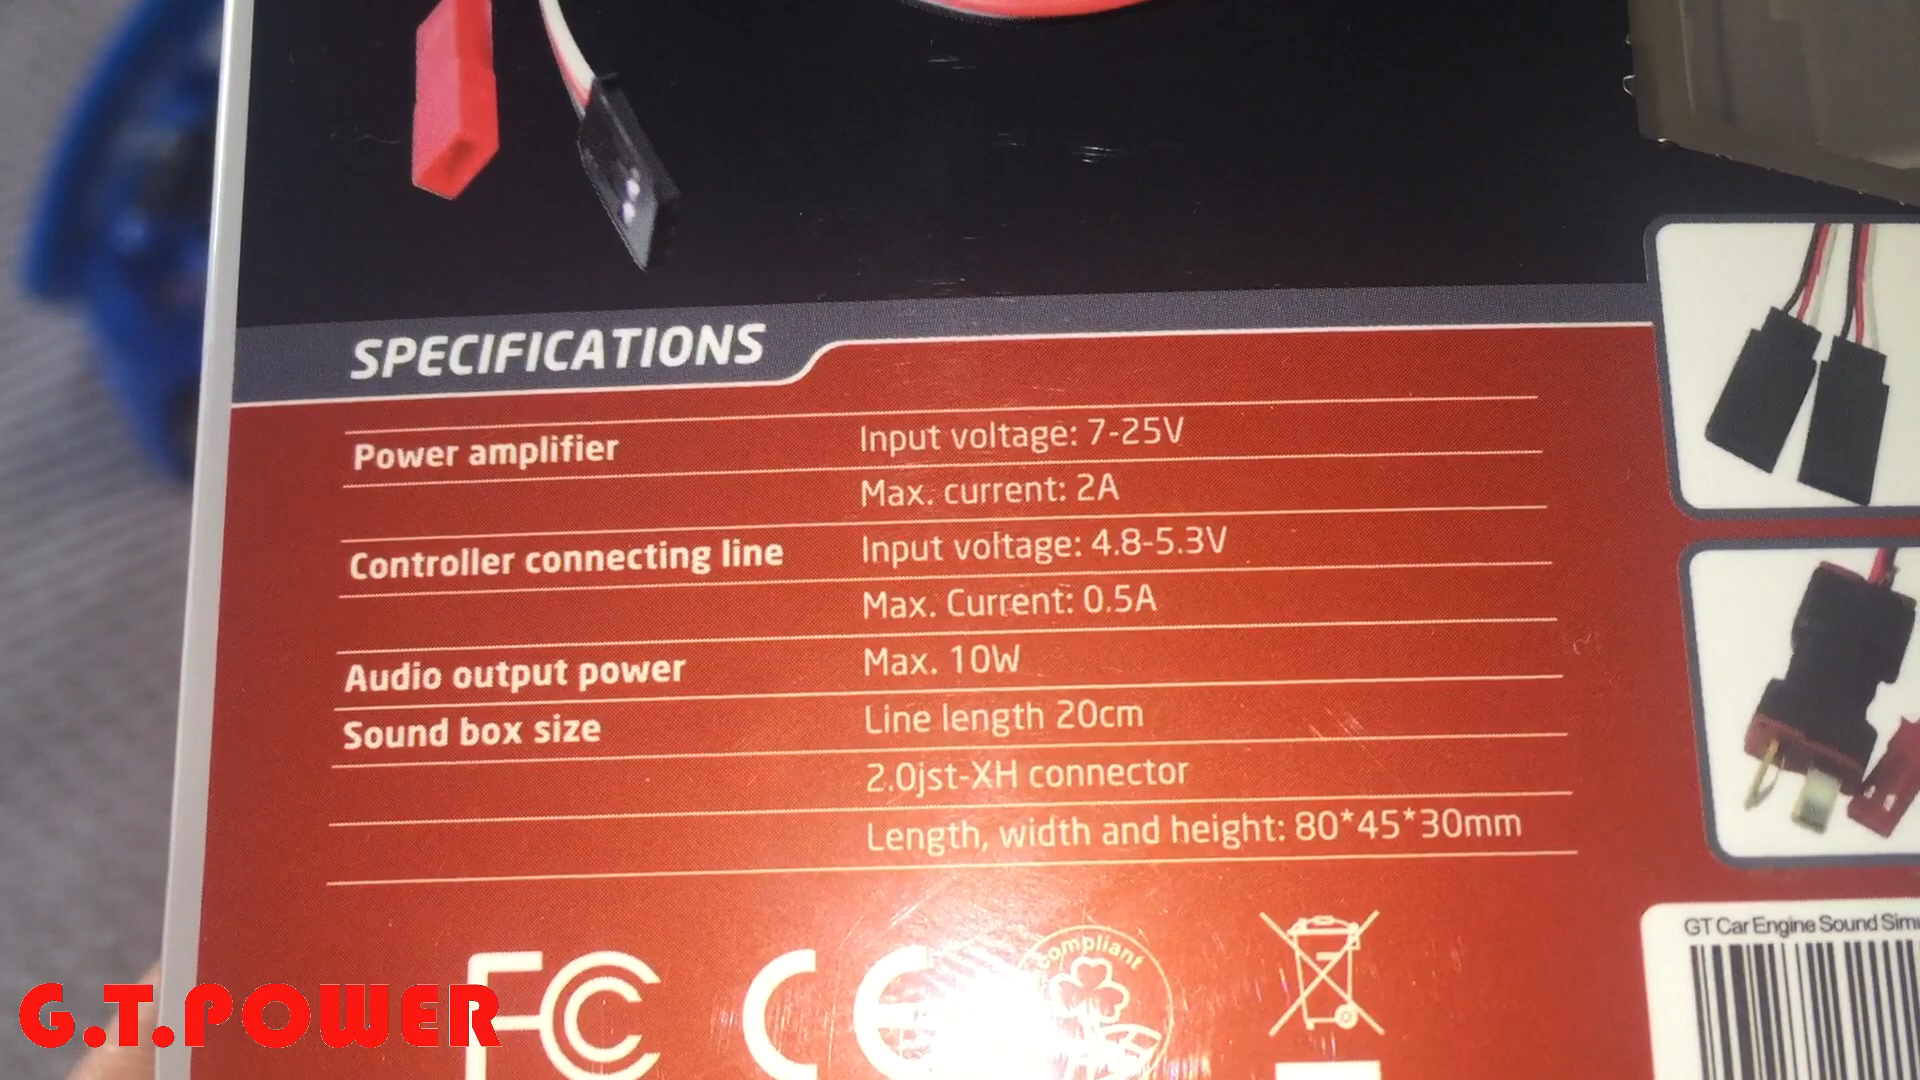 SPECIFICATIONS
Power amplifier Input voltage: 7-25V
Max. current: 2A
Controller connecting line Input voltage: 4.8-5.3V
Max. Current: 0.5A
Audio output power Max. 10W
Sound box size Line length 20cm
2.0jst-XH connector
Length, width and height: 80*45*30mm
FC CE compliant
GT Car Engine Sound
G.T.POWER